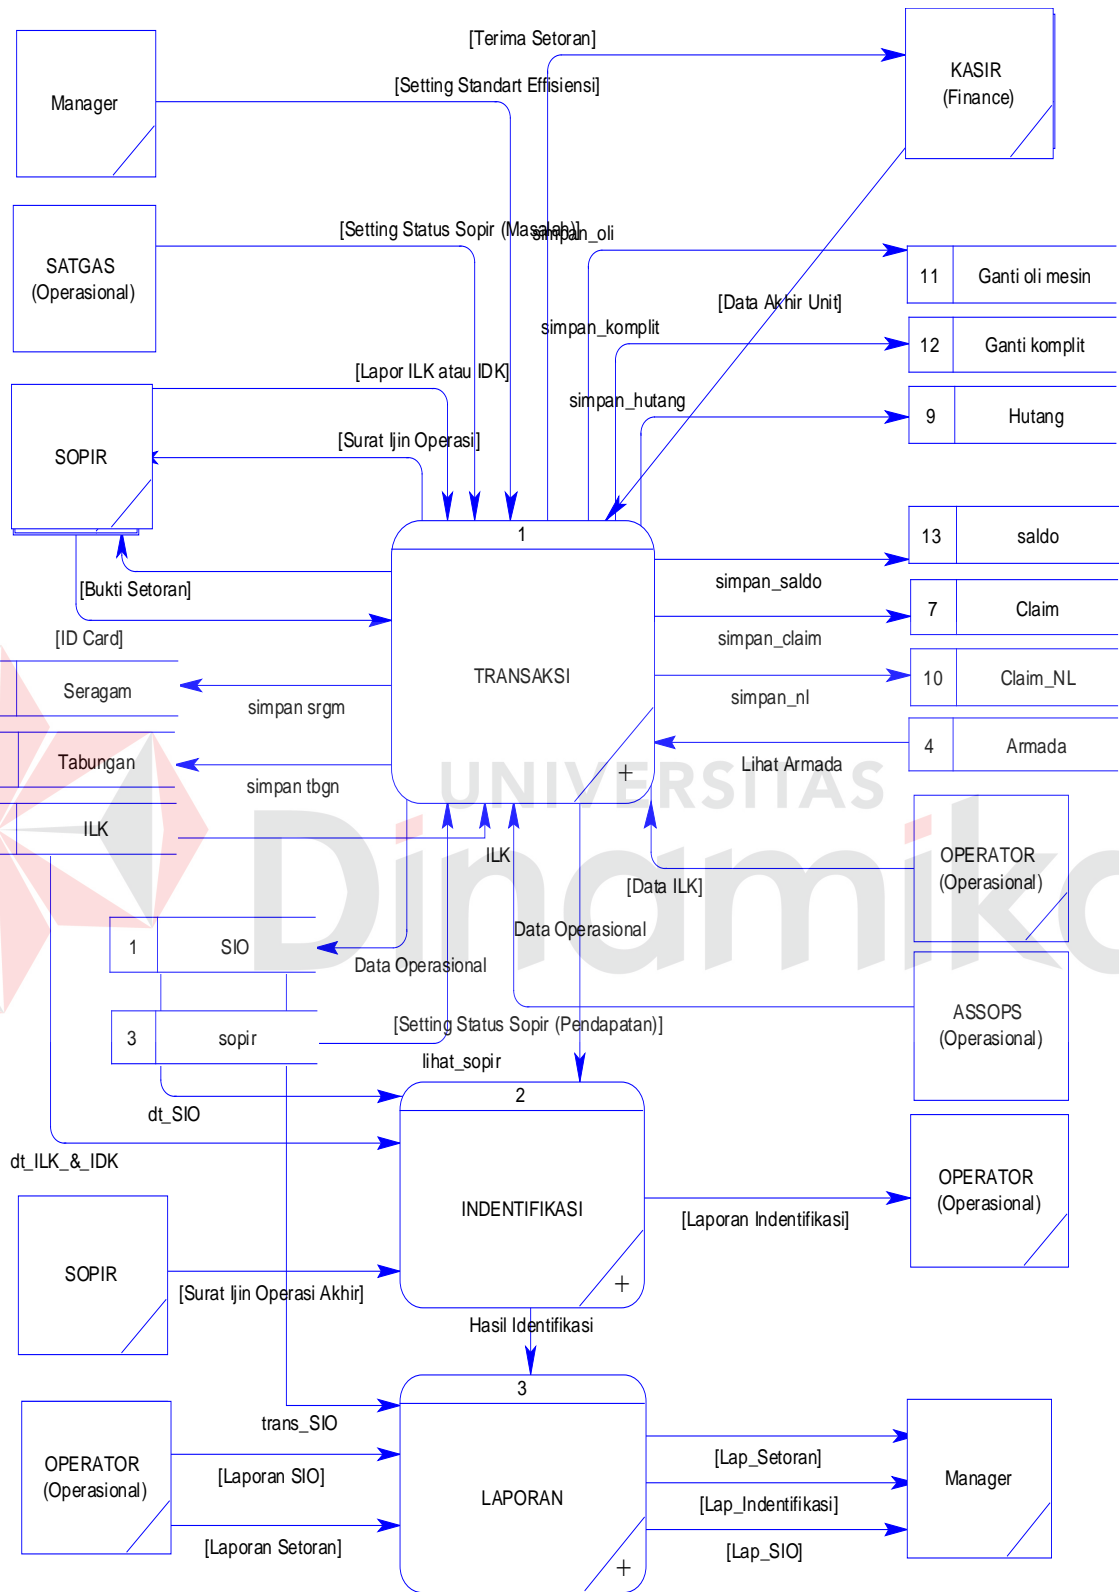 [Terima Setoran]
KASIR
(Finance)
Manager
[Setting Standart Effisiensi]
SATGAS
(Operasional)
[Setting Status Sopir (Masalah)]
simpan_oli
11
Ganti oli mesin
[Data Akhir Unit]
simpan_komplit
12
Ganti komplit
[Lapor ILK atau IDK]
simpan_hutang
9
Hutang
SOPIR
[Surat Ijin Operasi]
1
TRANSAKSI
+
13
saldo
simpan_saldo
[Bukti Setoran]
7
Claim
simpan_claim
[ID Card]
10
Claim_NL
simpan_nl
Seragam
simpan srgm
4
Armada
Lihat Armada
Tabungan
simpan tbgn
UNIVERSITAS
Dinamika
ILK
ILK
OPERATOR
(Operasional)
[Data ILK]
Data Operasional
1
SIO
Data Operasional
ASSOPS
(Operasional)
3
sopir
[Setting Status Sopir (Pendapatan)]
lihat_sopir
dt_SIO
2
INDENTIFIKASI
+
dt_ILK_&_IDK
OPERATOR
(Operasional)
[Laporan Indentifikasi]
SOPIR
[Surat Ijin Operasi Akhir]
Hasil Identifikasi
3
LAPORAN
+
trans_SIO
OPERATOR
(Operasional)
[Laporan SIO]
[Laporan Setoran]
[Lap_Setoran]
[Lap_Indentifikasi]
[Lap_SIO]
Manager